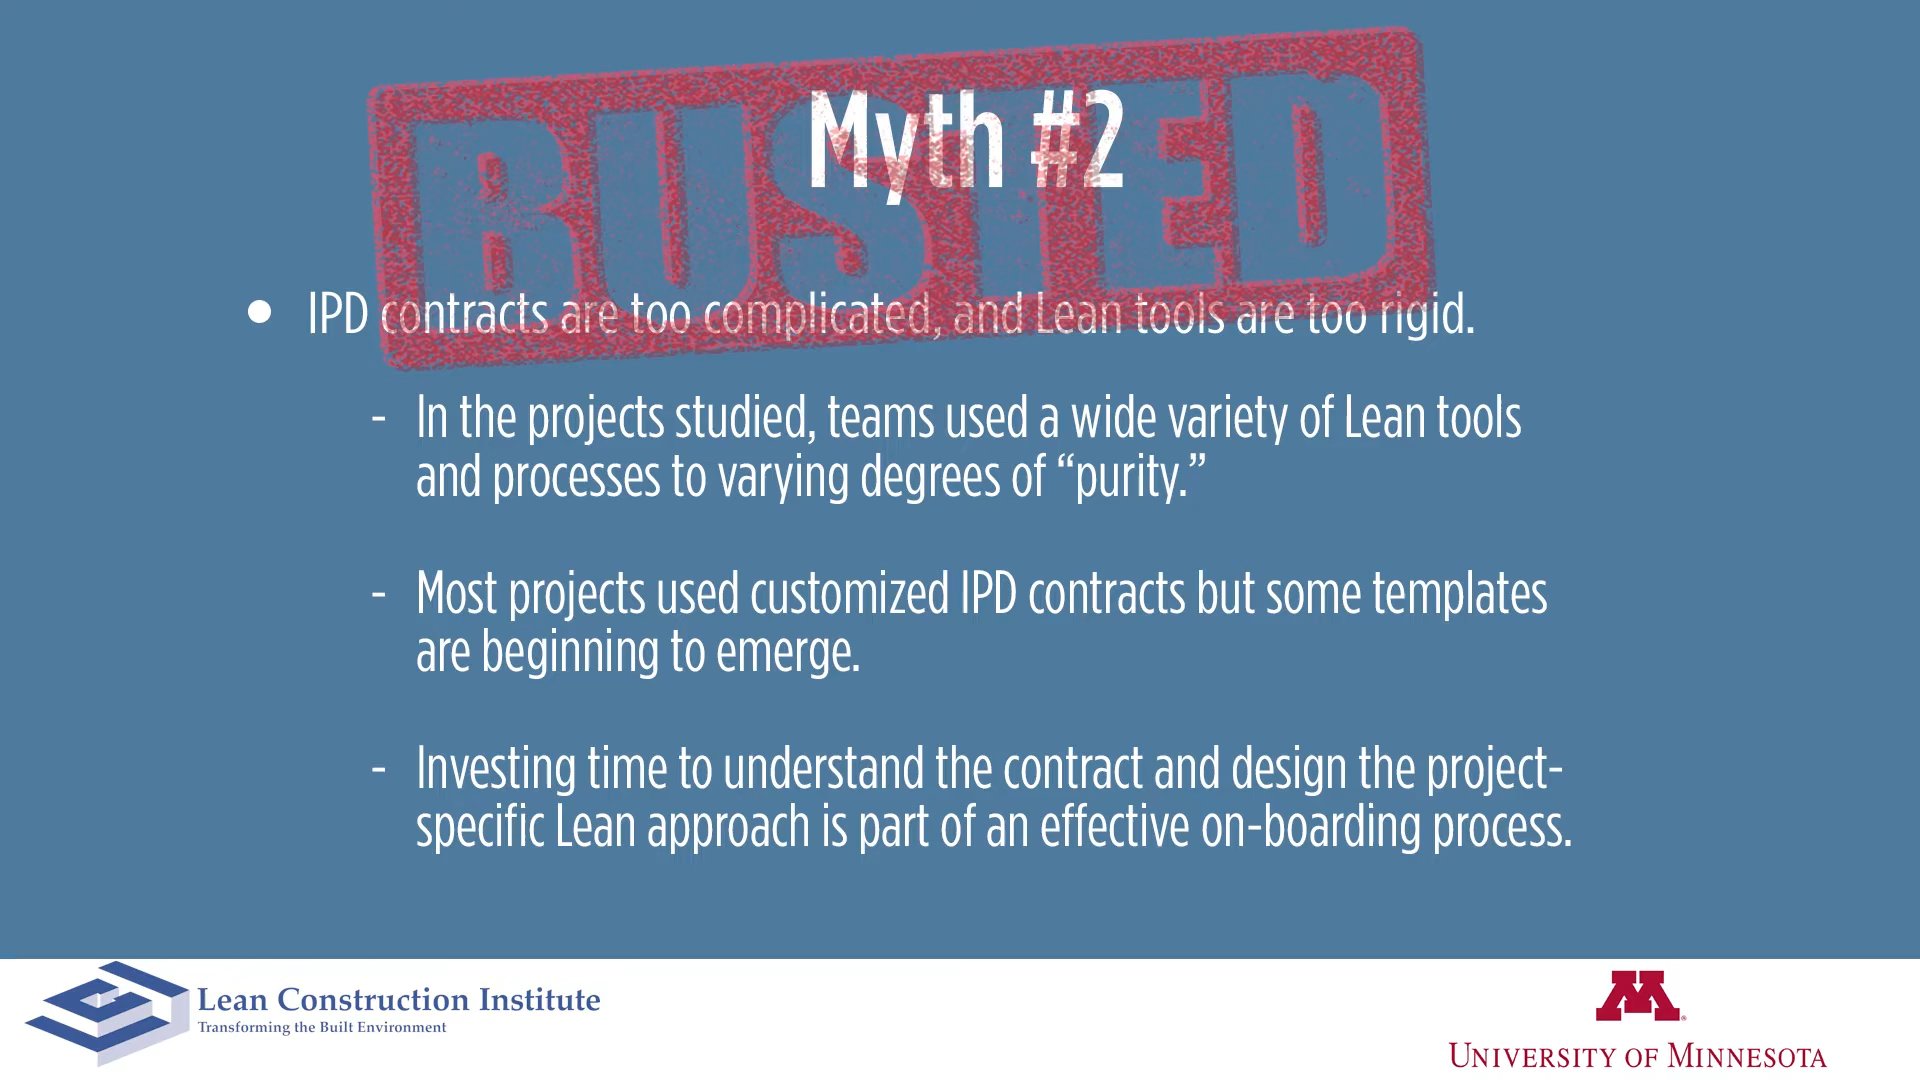 BUSTED
Myth #2
• IPD contracts are too complicated, and Lean tools are too rigid.
- In the projects studied, teams used a wide variety of Lean tools
and processes to varying degrees of “purity.”
- Most projects used customized IPD contracts but some templates
are beginning to emerge.
- Investing time to understand the contract and design the project-
specific Lean approach is part of an effective on-boarding process.
Lean Construction Institute
Transforming the Built Environment
M®
UNIVERSITY OF MINNESOTA